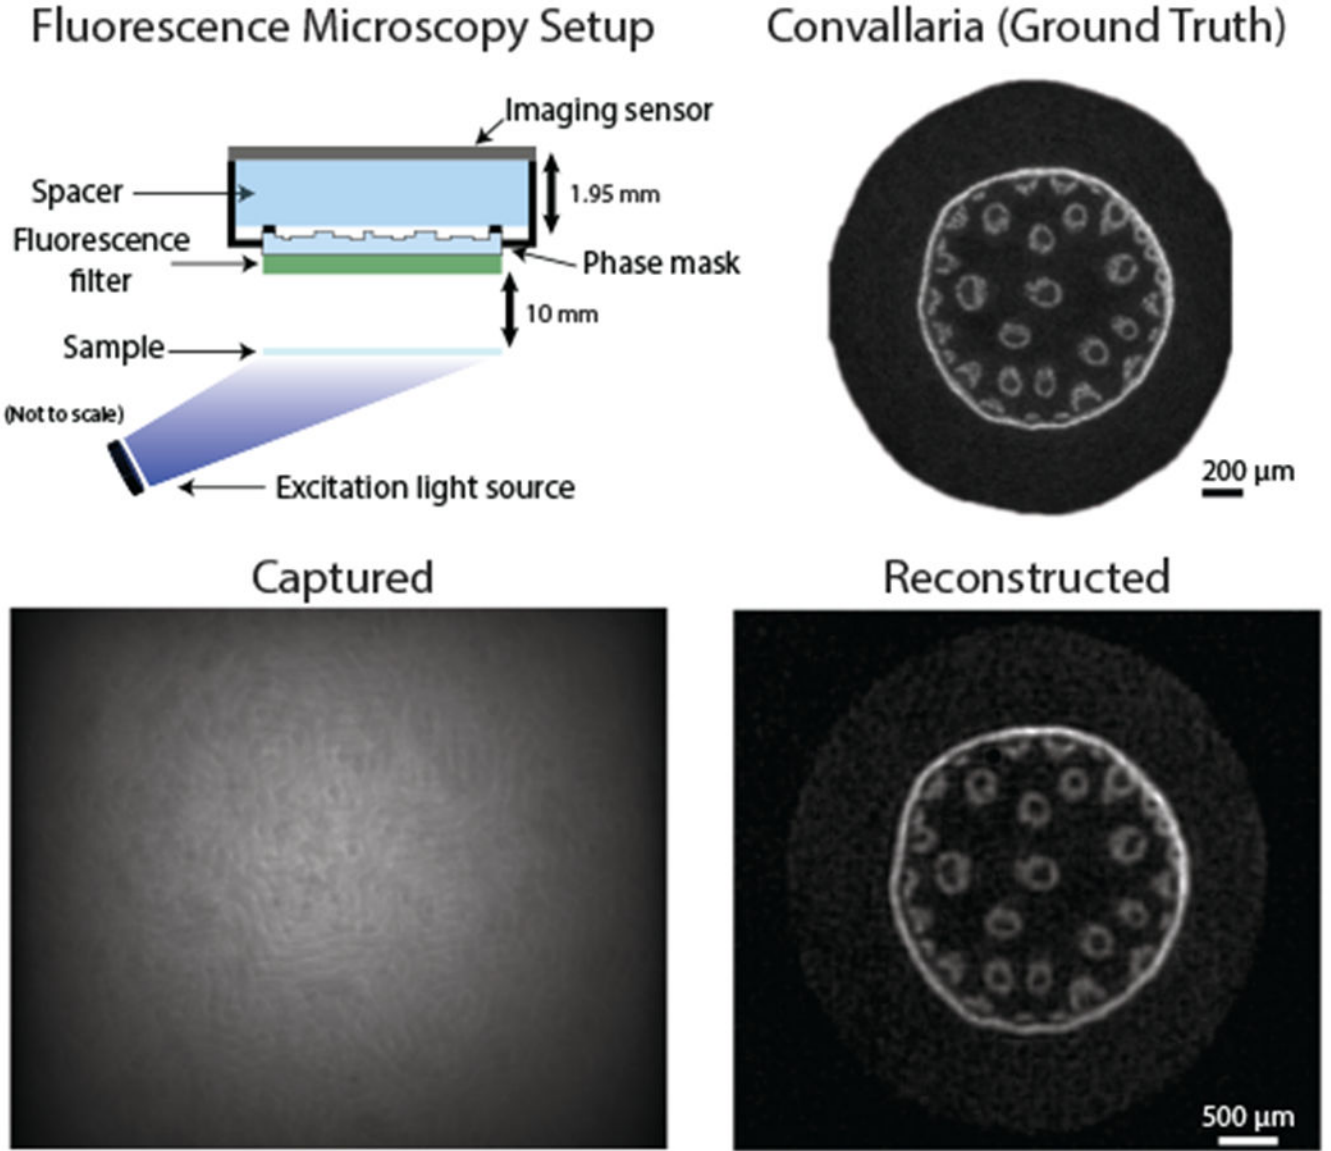 Fluorescence Microscopy Setup
Imaging sensor
Spacer
1.95 mm
Fluorescence
filter
Phase mask
10 mm
Sample
(Not to scale)
Excitation light source
Convallaria (Ground Truth)
200 µm
Captured
Reconstructed
500 µm